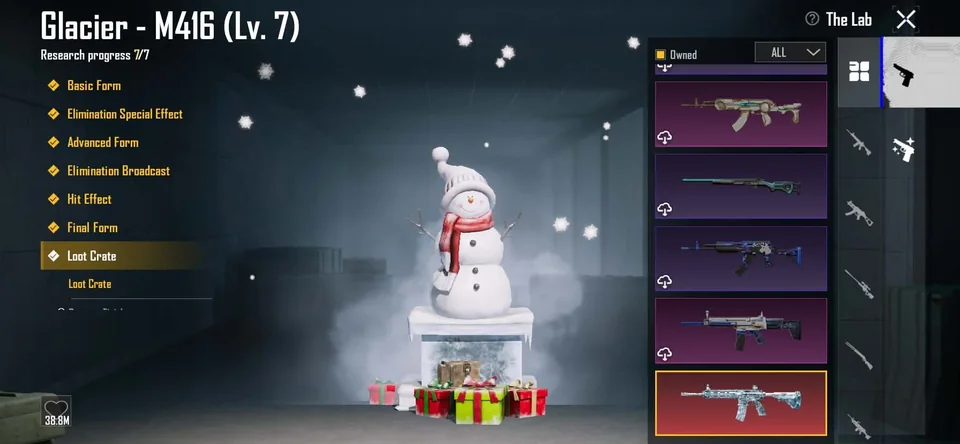 Glacier - M416 (Lv. 7)
Research progress 7/7
Basic Form
Elimination Special Effect
Advanced Form
Elimination Broadcast
Hit Effect
Final Form
Loot Crate
Loot Crate
38.8M
The Lab
Owned
ALL